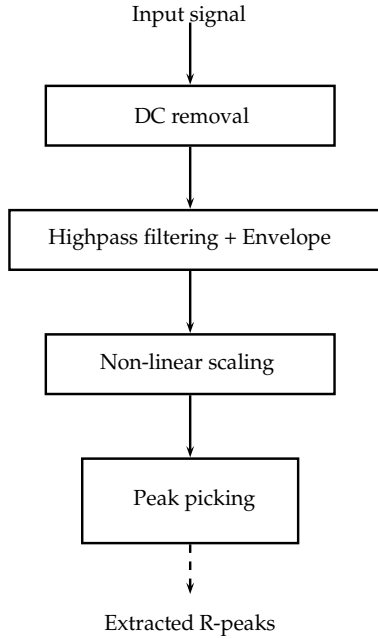 Input signal
DC removal
Highpass filtering + Envelope
Non-linear scaling
Peak picking
Extracted R-peaks